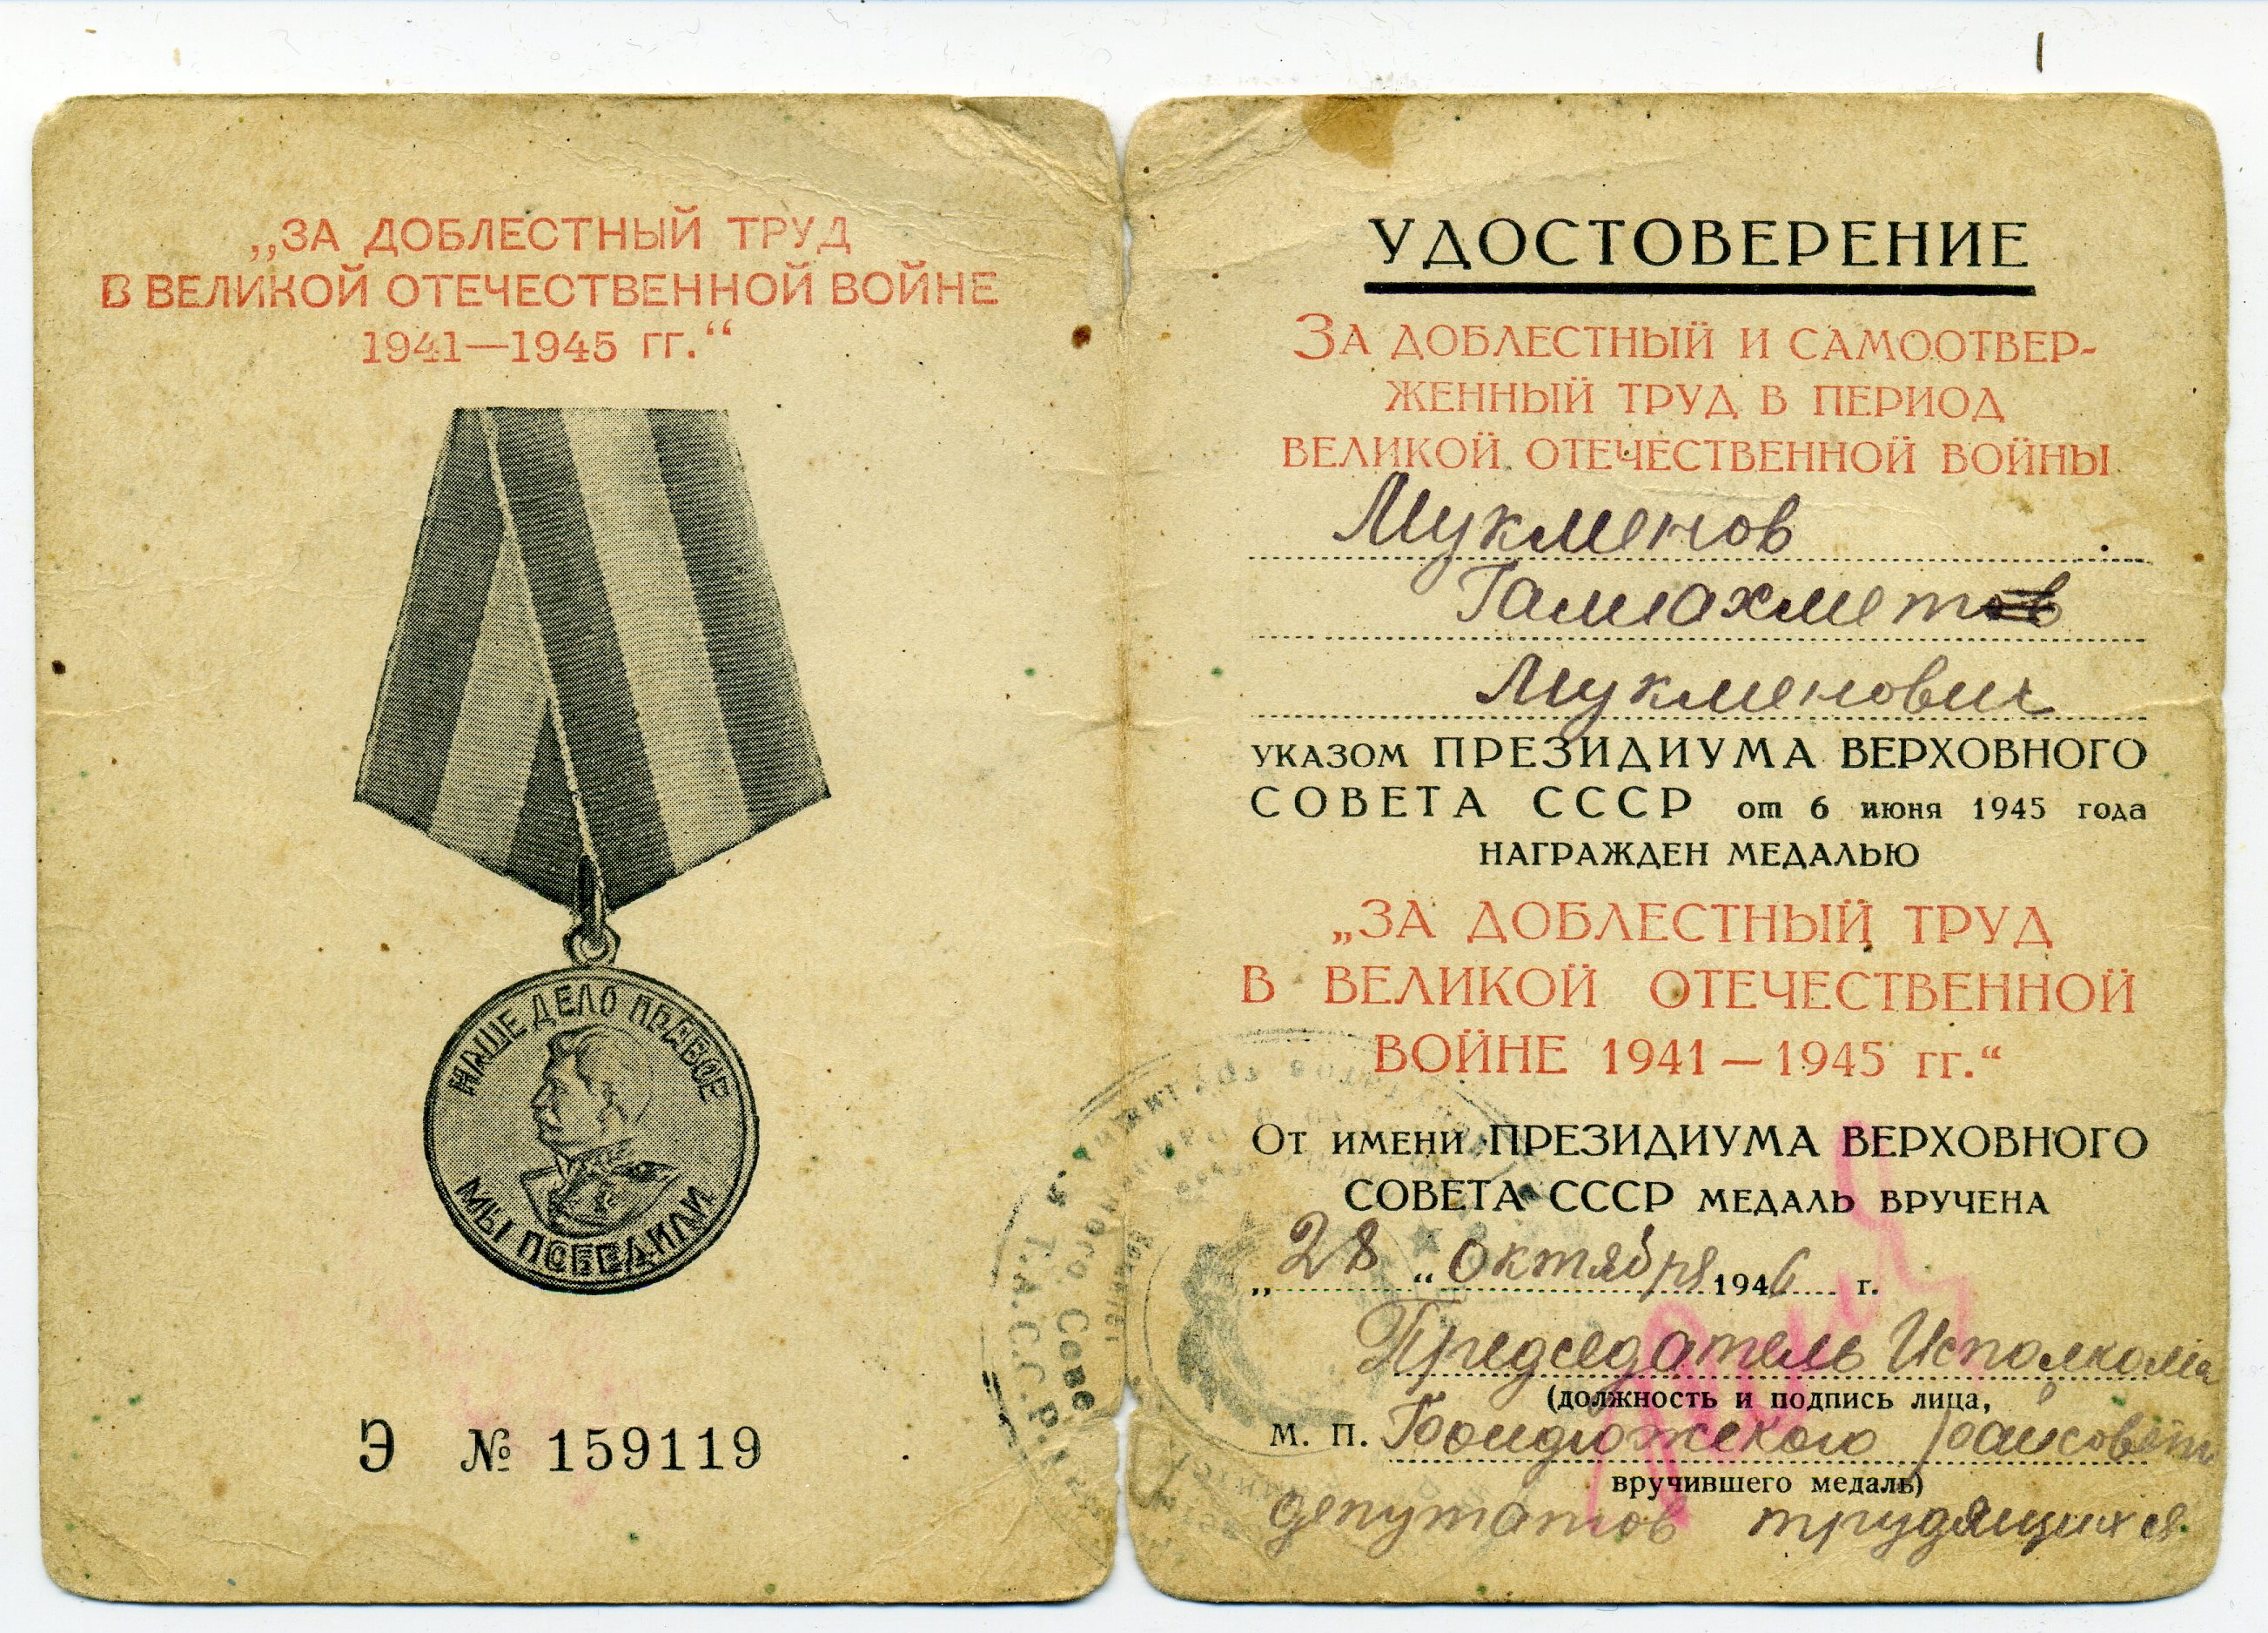 „ЗА ДОБЛЕСТНЫЙ ТРУД
В ВЕЛИКОЙ ОТЕЧЕСТВЕННОЙ ВОЙНЕ
1941—1945 гг.“
НАШЕ ДЕЛО ПРАВОЕ
МЫ ПОБЕДИЛИ
Э № 159119
УДОСТОВЕРЕНИЕ
ЗА ДОБЛЕСТНЫЙ И САМООТВЕР-
ЖЕННЫЙ ТРУД В ПЕРИОД
ВЕЛИКОЙ ОТЕЧЕСТВЕННОЙ ВОЙНЫ
Мукменов
Гамиахмет
Мукменович
указом ПРЕЗИДИУМА ВЕРХОВНОГО
СОВЕТА СССР от 6 июня 1945 года
НАГРАЖДЕН МЕДАЛЬЮ
„ЗА ДОБЛЕСТНЫЙ ТРУД
В ВЕЛИКОЙ ОТЕЧЕСТВЕННОЙ
ВОЙНЕ 1941—1945 гг.“
ОТ ИМЕНИ ПРЕЗИДИУМА ВЕРХОВНОГО
СОВЕТА СССР МЕДАЛЬ ВРУЧЕНА
„28“ октября 1946 г.
Председатель Исполкома
(должность и подпись лица,
М. П. Бондюжского райсовета
вручившего медаль)
депутатов трудящихся